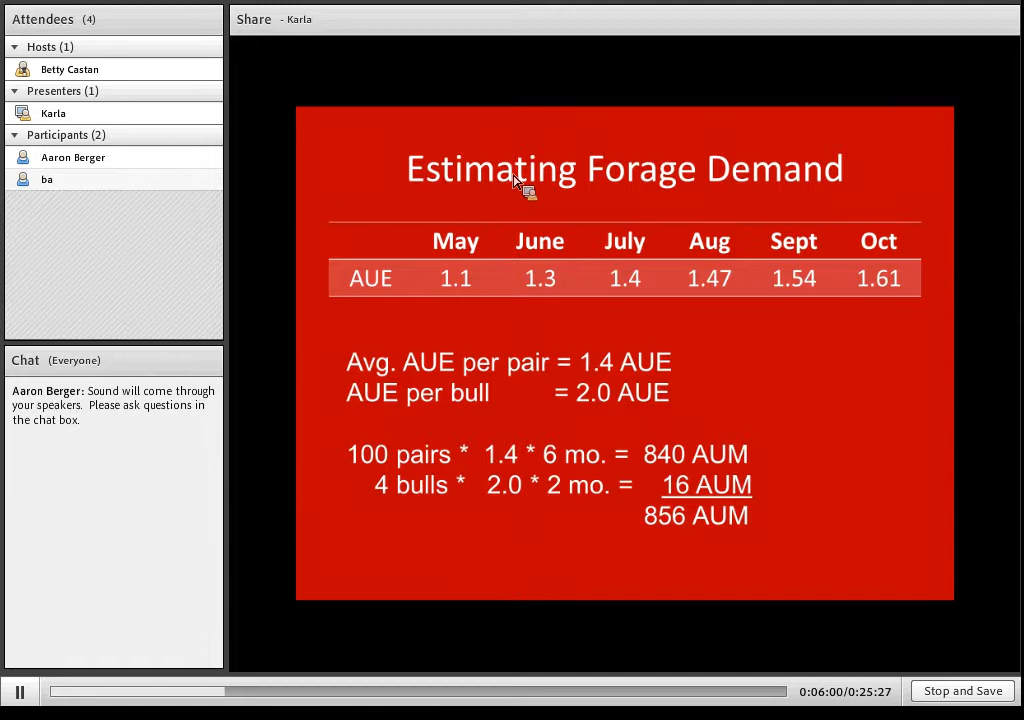 Attendees (4)
Hosts (1)
Betty Castan
Presenters (1)
Karla
Participants (2)
Aaron Berger
ba
Chat (Everyone)
Aaron Berger: Sound will come through
your speakers. Please ask questions in
the chat box.
Share - Karla
Estimating Forage Demand
May June July Aug Sept Oct
AUE 1.1 1.3 1.4 1.47 1.54 1.61
Avg. AUE per pair = 1.4 AUE
AUE per bull = 2.0 AUE
100 pairs * 1.4 * 6 mo. = 840 AUM
4 bulls * 2.0 * 2 mo. = 16 AUM
856 AUM
0:06:00/0:25:27
Stop and Save